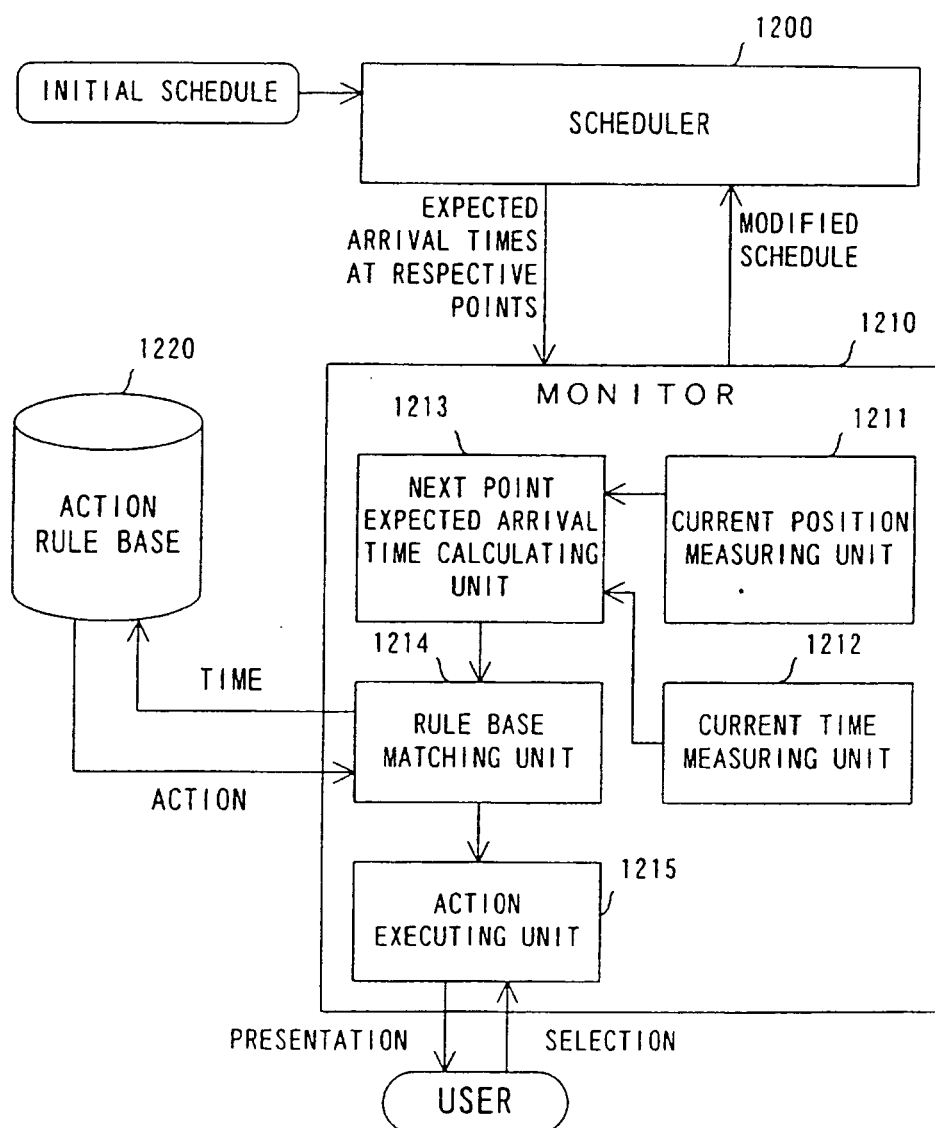 1200
INITIAL SCHEDULE
SCHEDULER
EXPECTED
ARRIVAL TIMES
AT RESPECTIVE
POINTS
MODIFIED
SCHEDULE
1210
1220
MONITOR
1213
1211
NEXT POINT
EXPECTED ARRIVAL
TIME CALCULATING
UNIT
CURRENT POSITION
MEASURING UNIT
ACTION
RULE BASE
1214
1212
TIME
RULE BASE
MATCHING UNIT
CURRENT TIME
MEASURING UNIT
ACTION
1215
ACTION
EXECUTING UNIT
PRESENTATION
SELECTION
USER